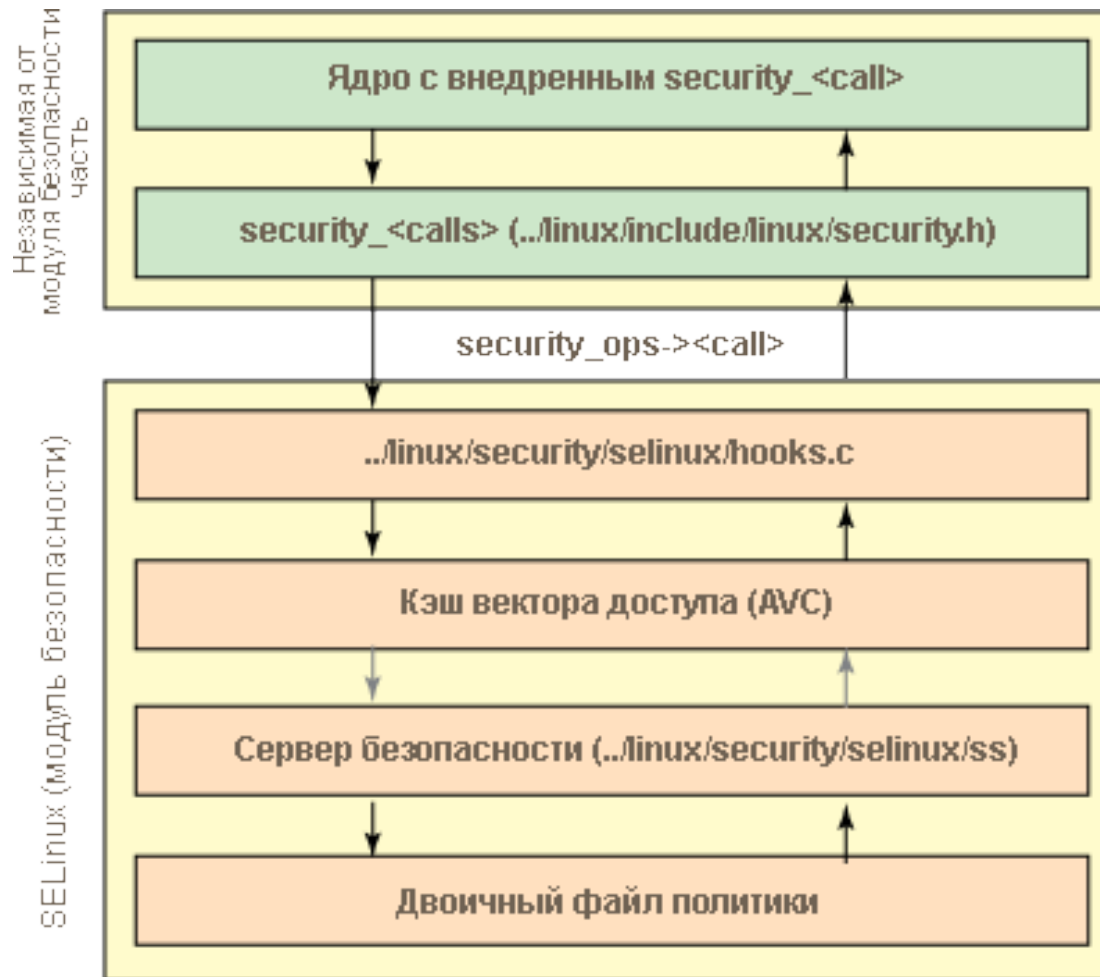 Независимая от
модуля безопасности
часть
Ядро с внедренным security_<call>
security_<calls> (../linux/include/linux/security.h)
security_ops-><call>
SELinux (модуль безопасности)
../linux/security/selinux/hooks.c
Кэш вектора доступа (AVC)
Сервер безопасности (../linux/security/selinux/ss)
Двоичный файл политики